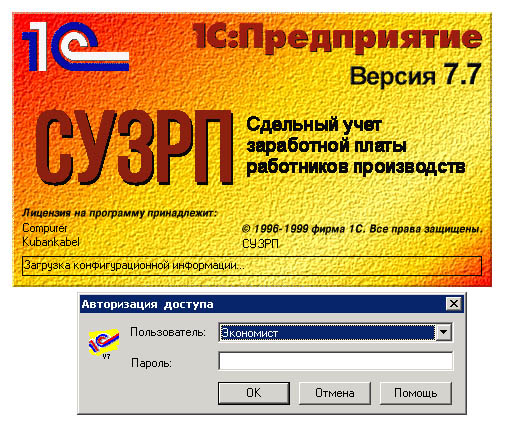 1С
1С:Предприятие
Версия 7.7
СУЗРП
Сдельный учет
заработной платы
работников производств
Лицензия на программу принадлежит:
Computer
Kubankabel
© 1996-1999 фирма 1С. Все права защищены.
СУЗРП
Загрузка конфигурационной информации...
Авторизация доступа
V7
Пользователь:
Экономист
Пароль:
OK
Отмена
Помощь